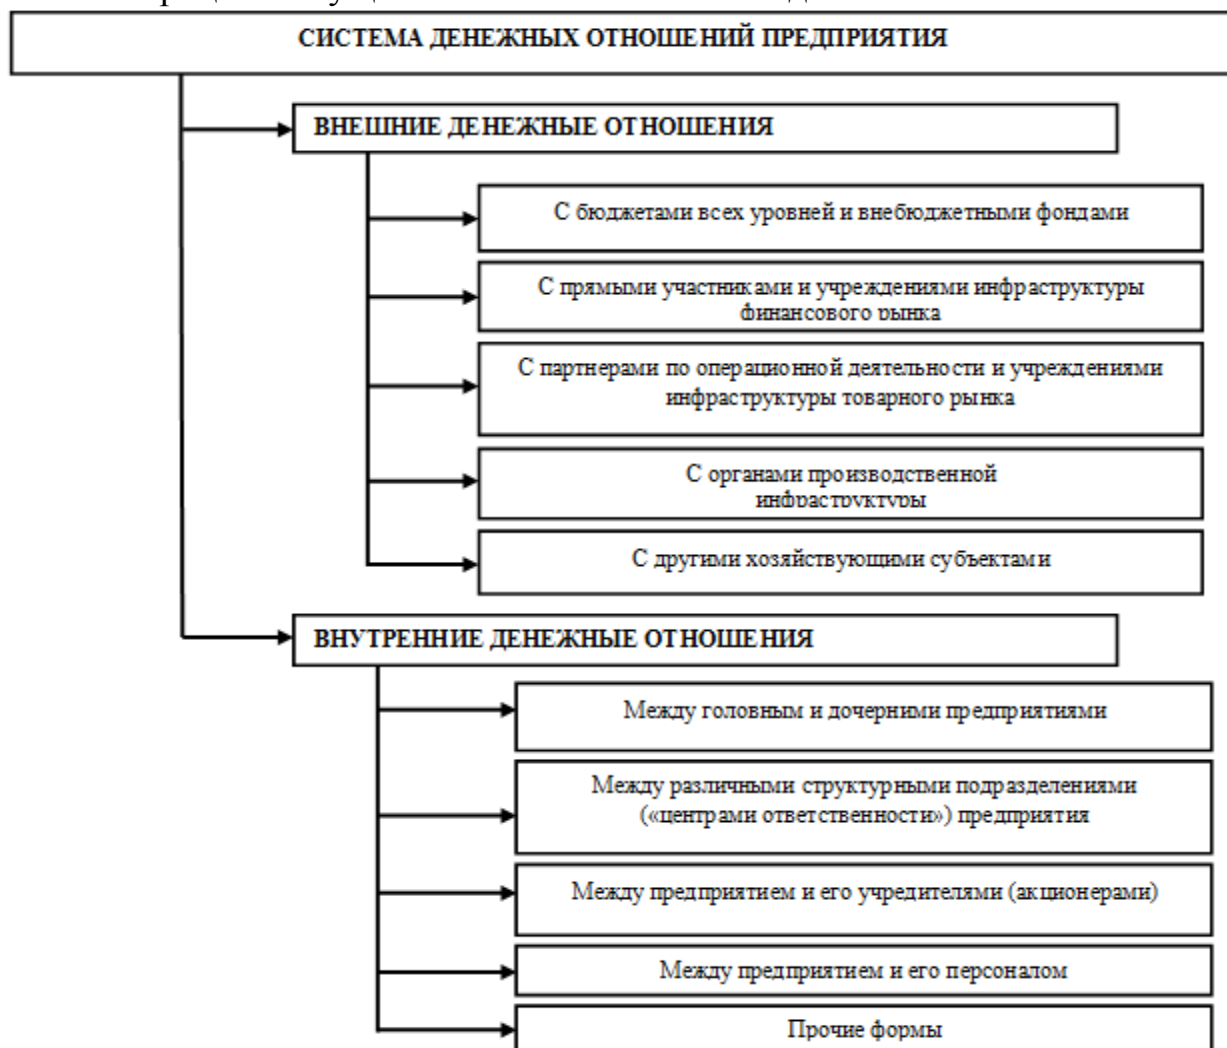 СИСТЕМА ДЕНЕЖНЫХ ОТНОШЕНИЙ ПРЕДПРИЯТИЯ
ВНЕШНИЕ ДЕНЕЖНЫЕ ОТНОШЕНИЯ
С бюджетами всех уровней и внебюджетными фондами
С прямыми участниками и учреждениями инфраструктуры
финансового рынка
С партнерами по операционной деятельности и учреждениями
инфраструктуры товарного рынка
С органами производственной
инфраструктуры
С другими хозяйствующими субъектами
ВНУТРЕННИЕ ДЕНЕЖНЫЕ ОТНОШЕНИЯ
Между головным и дочерними предприятиями
Между различными структурными подразделениями
(«центрами ответственности») предприятия
Между предприятием и его учредителями (акционерами)
Между предприятием и его персоналом
Прочие формы